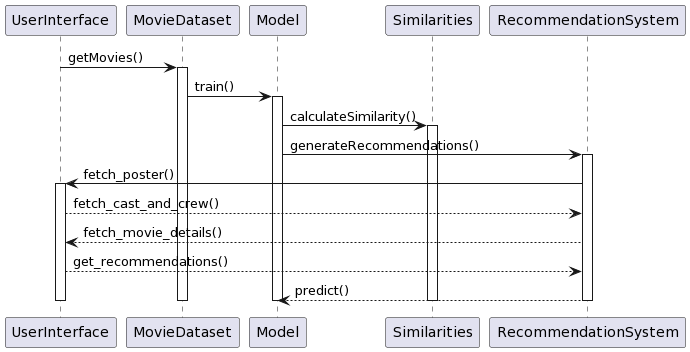 UserInterface MovieDataset Model Similarities RecommendationSystem
getMovies()
train()
calculateSimilarity()
generateRecommendations()
fetch_poster()
fetch_cast_and_crew()
fetch_movie_details()
get_recommendations()
predict()
UserInterface MovieDataset Model Similarities RecommendationSystem